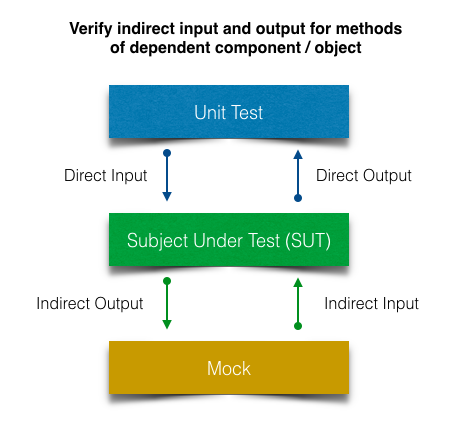 Verify indirect input and output for methods
of dependent component / object
Unit Test
Direct Input
Direct Output
Subject Under Test (SUT)
Indirect Output
Indirect Input
Mock